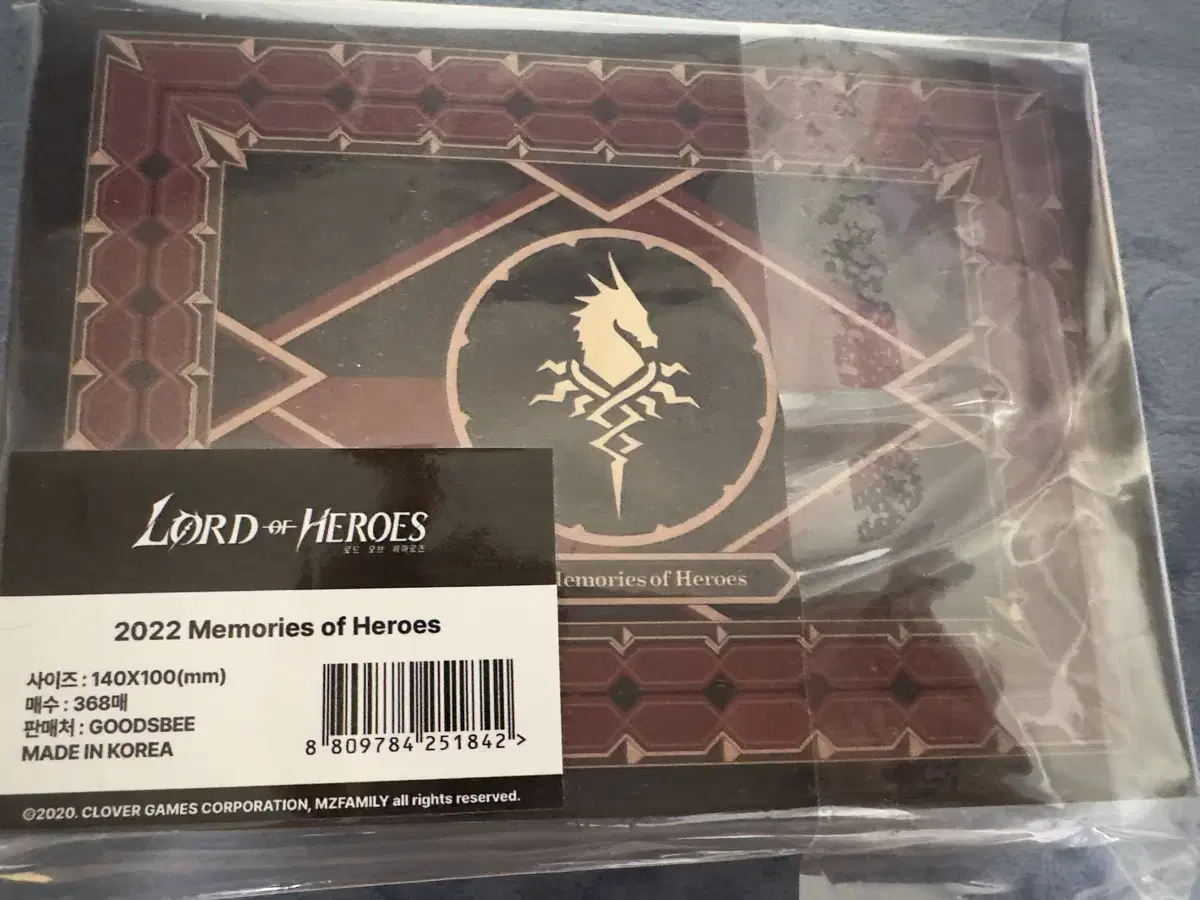 LORD OF HEROES
로드 오브 히어로즈
emories of Heroes
2022 Memories of Heroes
사이즈 : 140X100(mm)
매수 : 368매
판매처 : GOODSBEE
MADE IN KOREA
8 809784 251842 >
©2020. CLOVER GAMES CORPORATION, MZFAMILY all rights reserved.